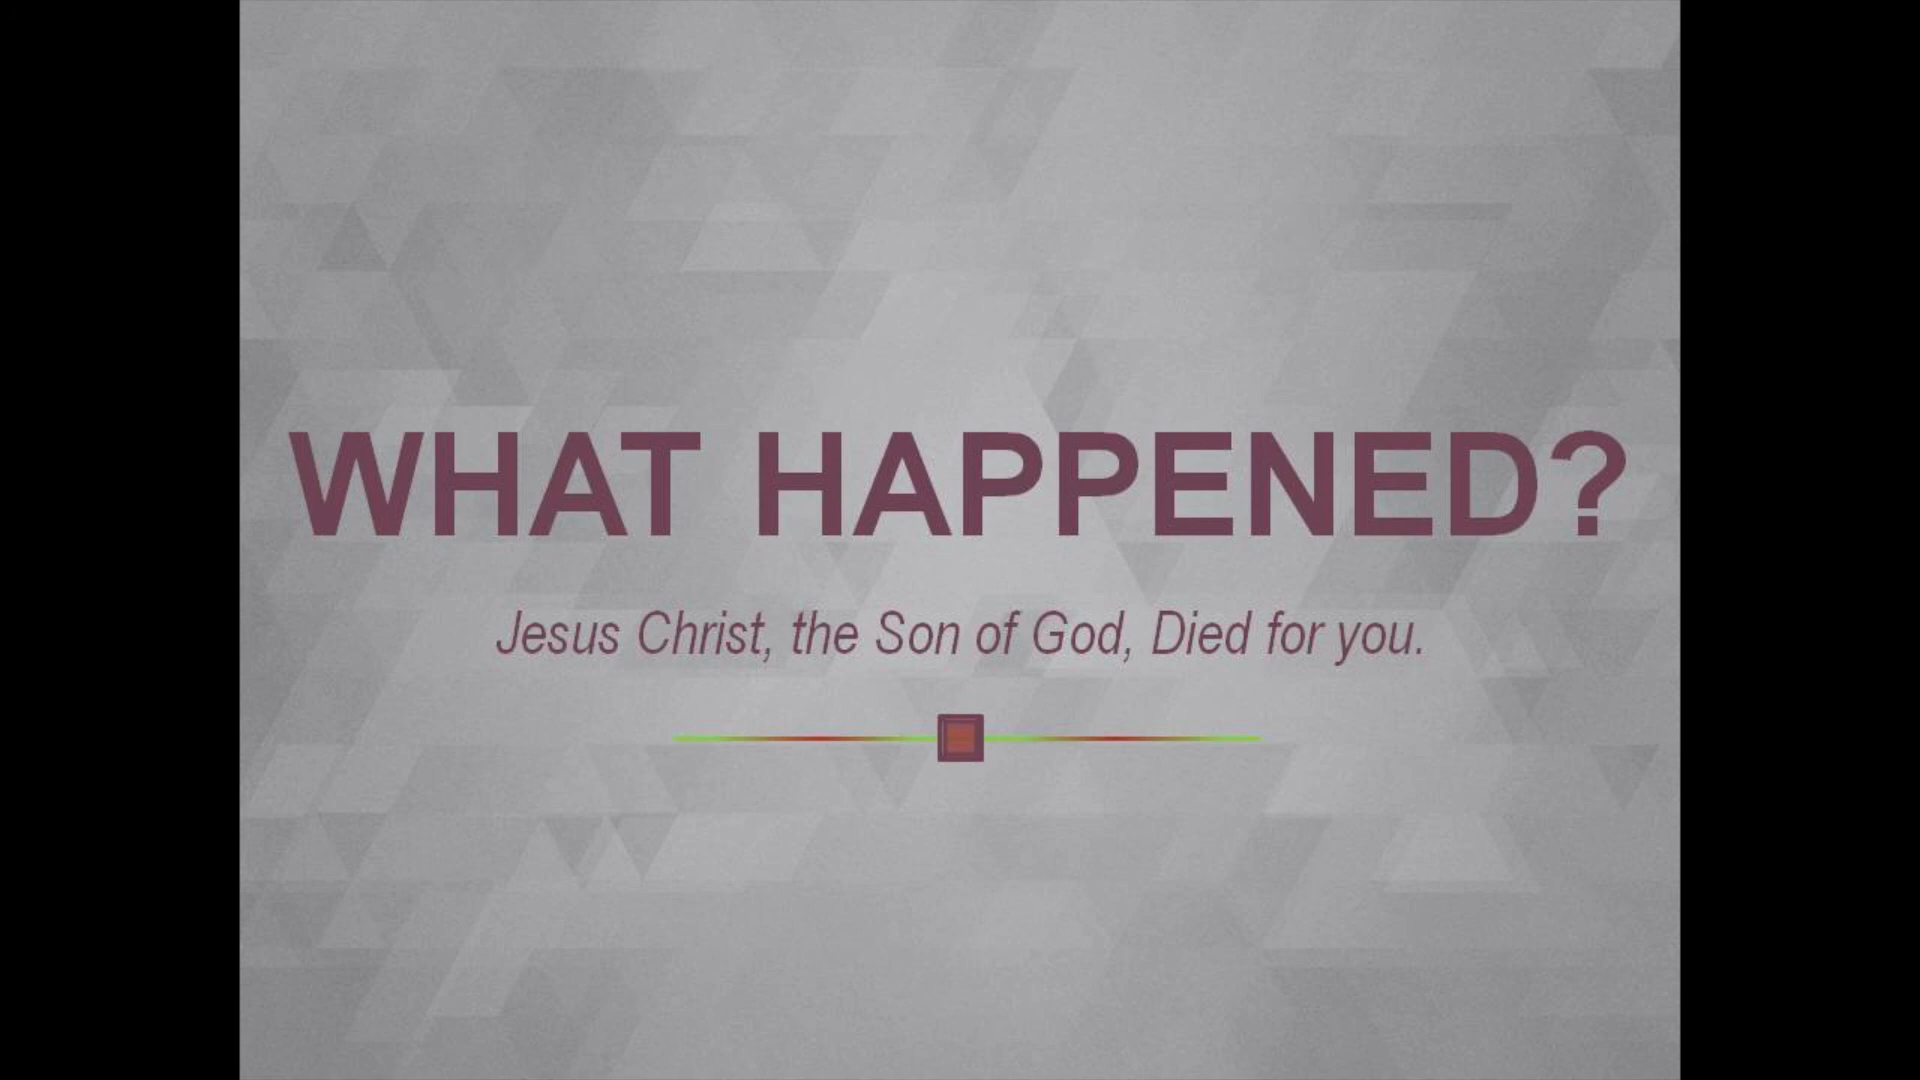 WHAT HAPPENED?
Jesus Christ, the Son of God, Died for you.